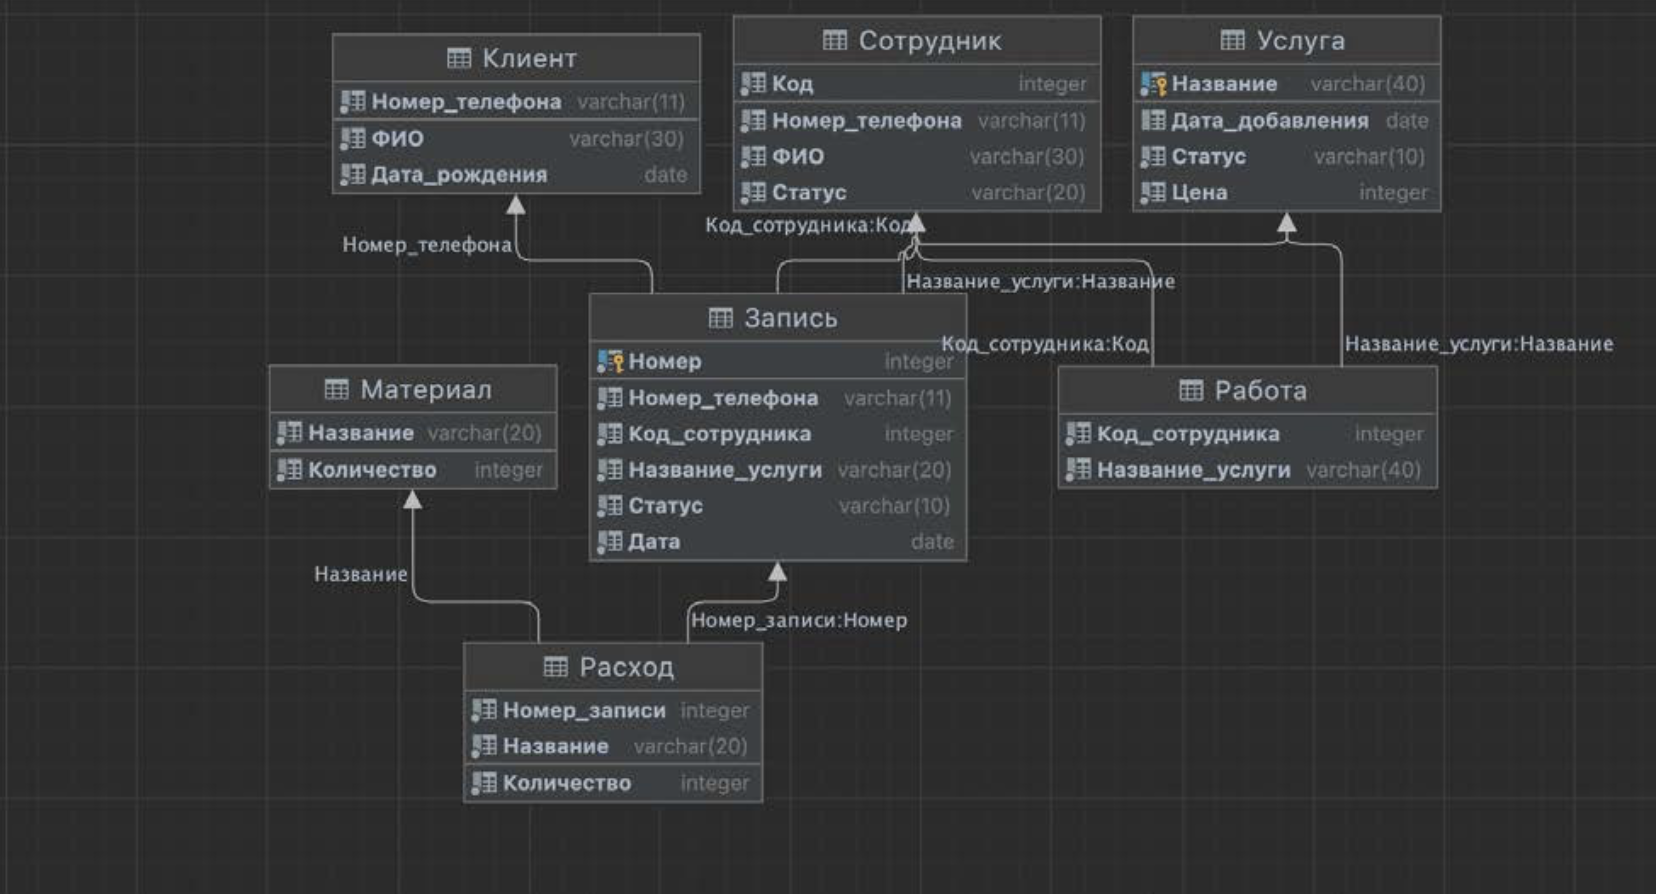 Клиент
Номер_телефона varchar(11)
ФИО varchar(30)
Дата_рождения date
Сотрудник
Код integer
Номер_телефона varchar(11)
ФИО varchar(30)
Статус varchar(20)
Услуга
Название varchar(40)
Дата_добавления date
Статус varchar(10)
Цена integer
Номер_телефона
Код_сотрудника:Код
Название_услуги:Название
Код_сотрудника:Код
Название_услуги:Название
Запись
Номер integer
Номер_телефона varchar(11)
Код_сотрудника integer
Название_услуги varchar(20)
Статус varchar(10)
Дата date
Материал
Название varchar(20)
Количество integer
Работа
Код_сотрудника integer
Название_услуги varchar(40)
Название
Номер_записи:Номер
Расход
Номер_записи integer
Название varchar(20)
Количество integer